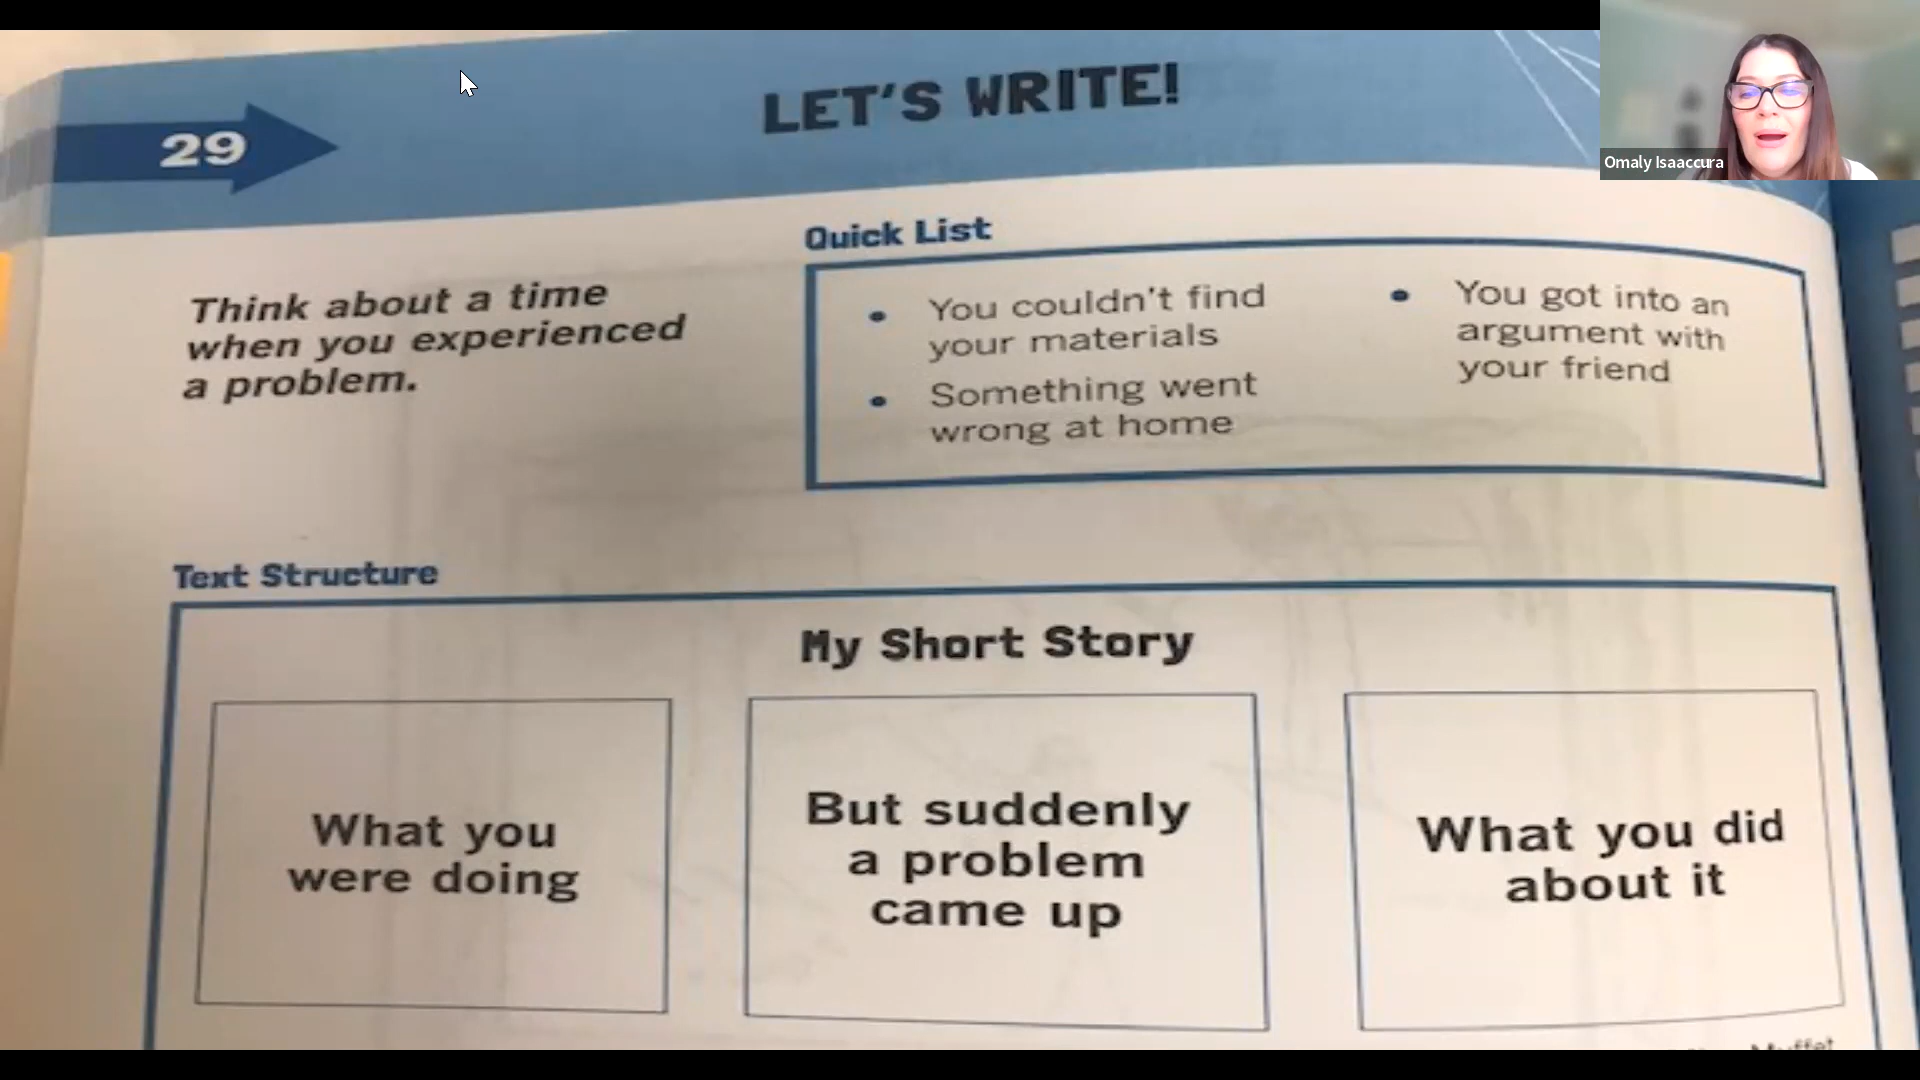 LET'S WRITE!
29
Omaly Isaaccura
Quick List
Think about a time
when you experienced
a problem.
• You couldn't find
your materials
• Something went
wrong at home
• You got into an
argument with
your friend
Text Structure
My Short Story
What you
were doing
But suddenly
a problem
came up
What you did
about it
Muffet